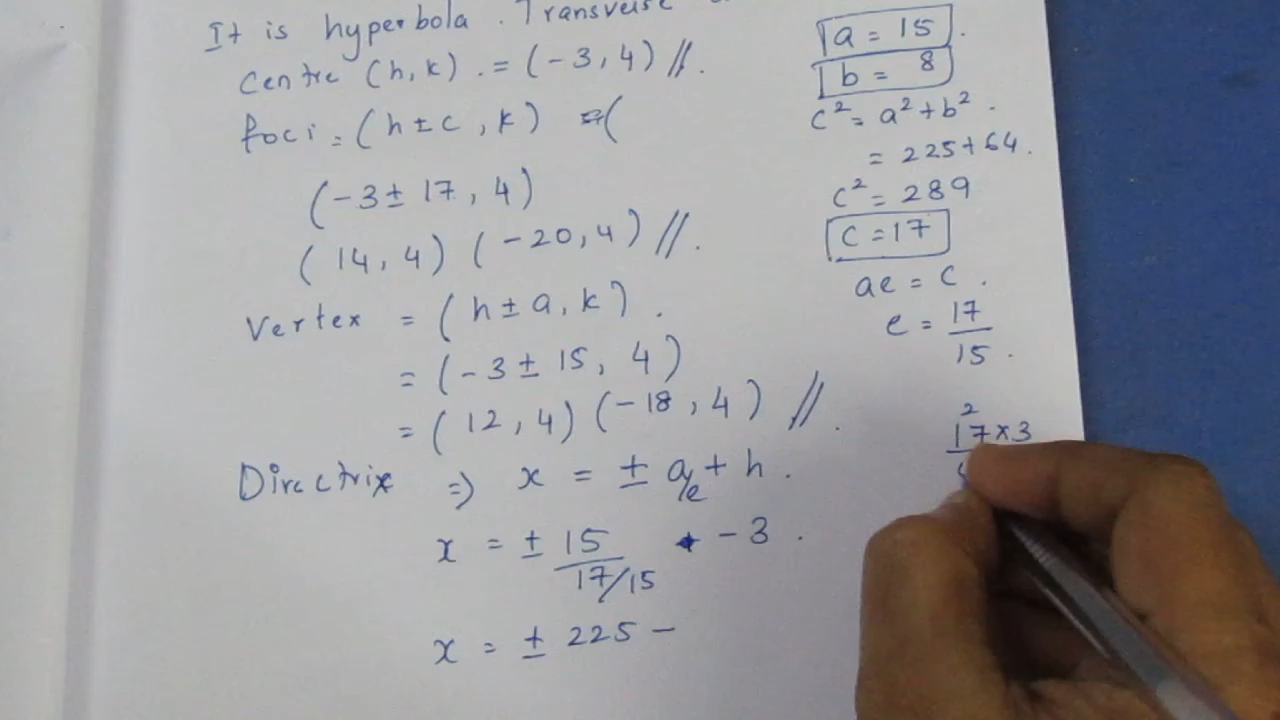 It is hyperbola . Transverse
Centre (h, k) . = (-3, 4) //.
foci = (h ± c, k) = (
(-3 ± 17, 4)
(14, 4) (-20, 4) //.
Vertex = (h ± a, k) .
= (-3 ± 15, 4)
= (12, 4) (-18, 4) //.
Directrix ⇒ x = ± a/e + h .
x = ± 15 / 17/15 - 3 .
x = ± 225 -
a = 15 .
b = 8
c² = a² + b² .
= 225 + 64 .
c² = 289
c = 17
ae = c .
e = 17/15 .
2
17 × 3